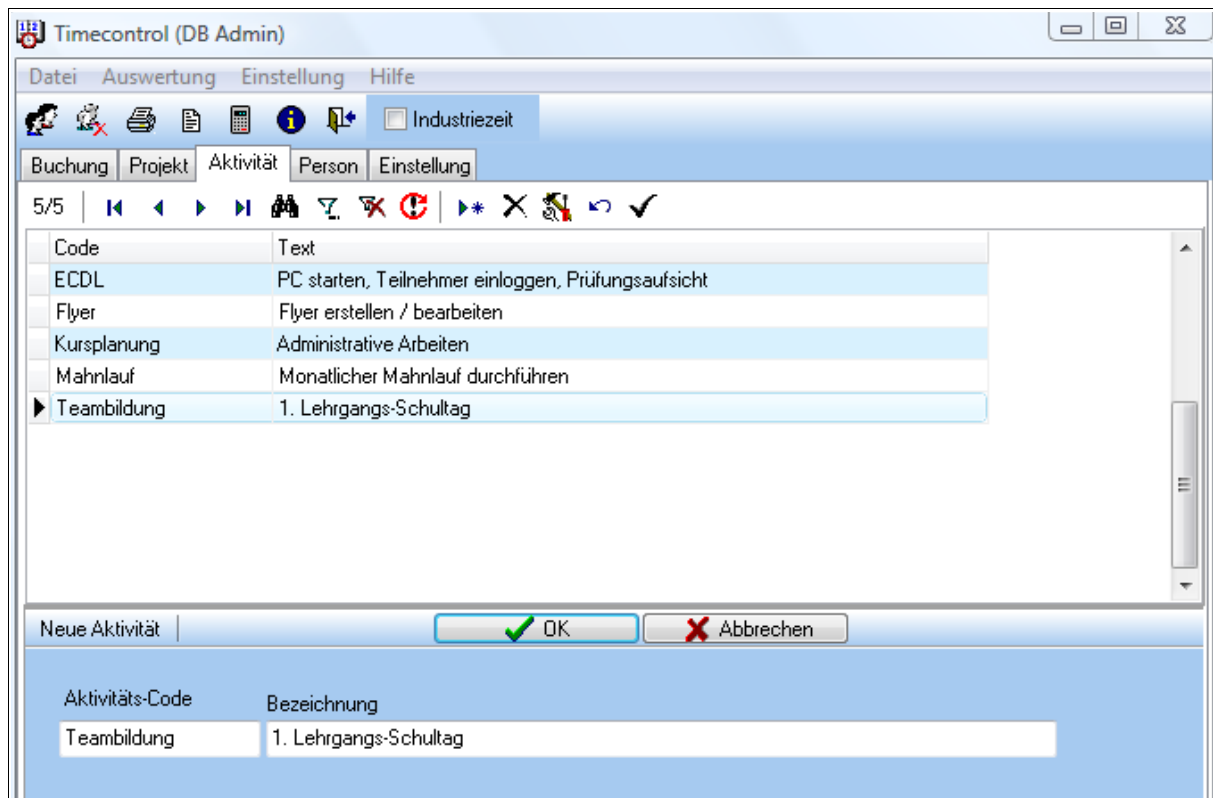 Timecontrol (DB Admin)
Datei Auswertung Einstellung Hilfe
Industriezeit
Buchung Projekt Aktivität Person Einstellung
5/5
Code Text
ECDL PC starten, Teilnehmer einloggen, Prüfungsaufsicht
Flyer Flyer erstellen / bearbeiten
Kursplanung Administrative Arbeiten
Mahnlauf Monatlicher Mahnlauf durchführen
Teambildung 1. Lehrgangs-Schultag
Neue Aktivität OK Abbrechen
Aktivitäts-Code Bezeichnung
Teambildung 1. Lehrgangs-Schultag